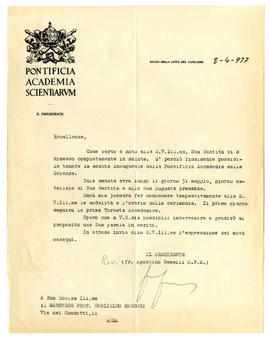 PONTIFICIA
ACADEMIA
SCIENTIARVM
IL PRESIDENTE
STATO DELLA CITTÀ DEL VATICANO
8-4-937
Eccellenza,
Come certo è noto alla E.V.Ill.ma, Sua Santità si è
rimesso completamente in salute. E' perciò finalmente possibi-
le tenere la seduta inaugurale della Pontificia Accademia delle
Scienze.
Tale seduta avrà luogo il giorno 31 maggio, giorno na-
talizio di Sua Santità e alla Sua Augusta presenza.
Sarà mia premura far conoscere tempestivamente alla E.
V.Ill.ma le modalità e l'orario della cerimonia. Il primo giugno
seguirà la prima Tornata Accademica.
Spero che a V.E.sia possibile intervenire e gradirò al
proposito una Sua parola in merito.
In attesa invio alla E.V.Ill.ma l'espressione dei miei
ossequi.
IL PRESIDENTE
(fr. Agostino Gemelli O.F.M.)
A Sua Ecc.za Ill.ma
il MARCHESE PROF. GUGLIELMO MARCONI
Via dei Condotti,11
ROMA